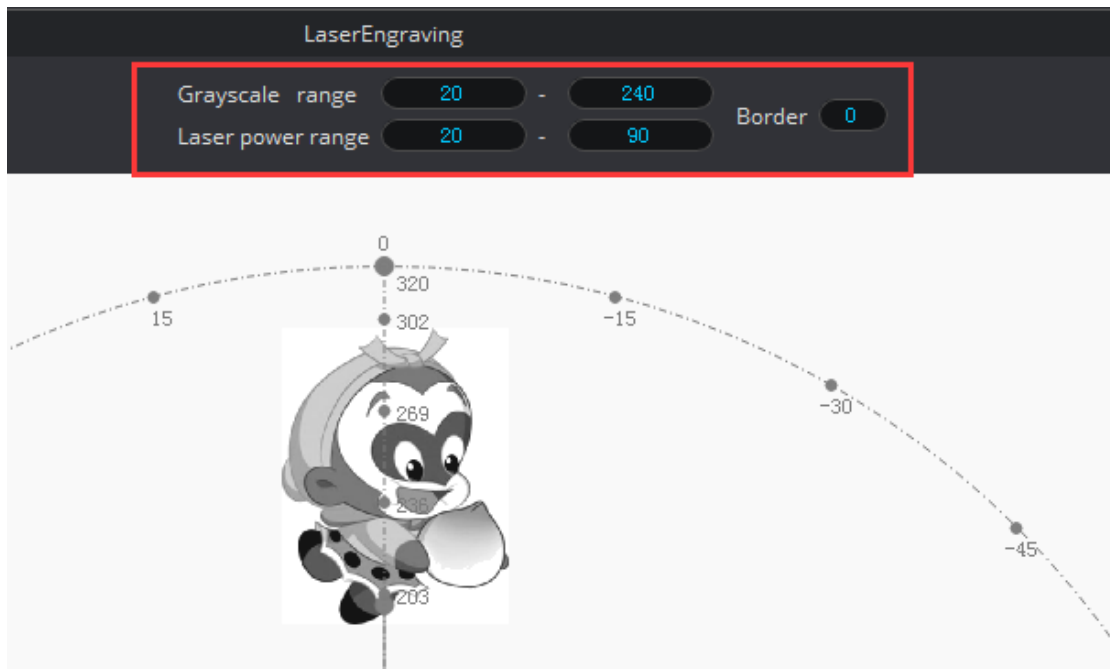 LaserEngraving
Grayscale range 20 - 240
Border 0
Laser power range 20 - 90
0
320
15
302
-15
-30
269
236
-45
203